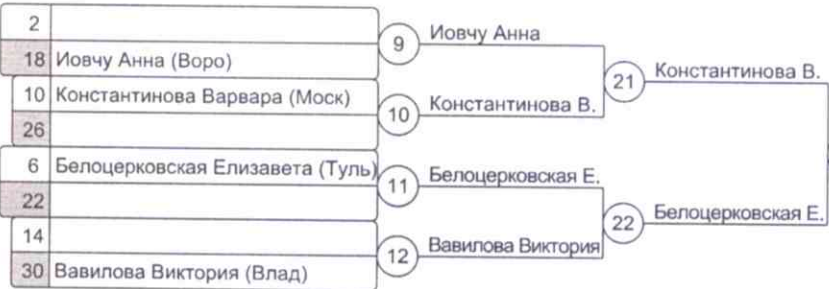 2
9 Иовчу Анна
18 Иовчу Анна (Воро)
21 Константинова В.
10 Константинова Варвара (Моск)
10 Константинова В.
26
6 Белоцерковская Елизавета (Туль)
11 Белоцерковская Е.
22
22 Белоцерковская Е.
14
12 Вавилова Виктория
30 Вавилова Виктория (Влад)